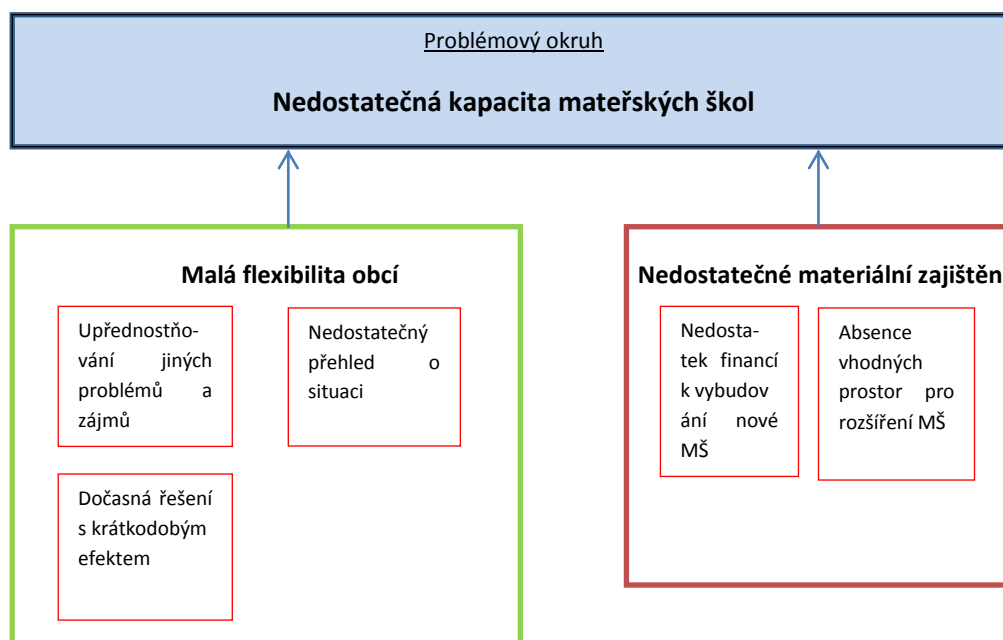 Problémový okruh
Nedostatečná kapacita mateřských škol
Malá flexibilita obcí
Upřednostňo-
vání jiných
problémů a
zájmů
Nedostatečný
přehled o
situaci
Dočasná řešení
s krátkodobým
efektem
Nedostatečné materiální zajištěn
Nedosta-
tek financí
k vybudov
ání nové
MŠ
Absence
vhodných
prostor pro
rozšíření MŠ